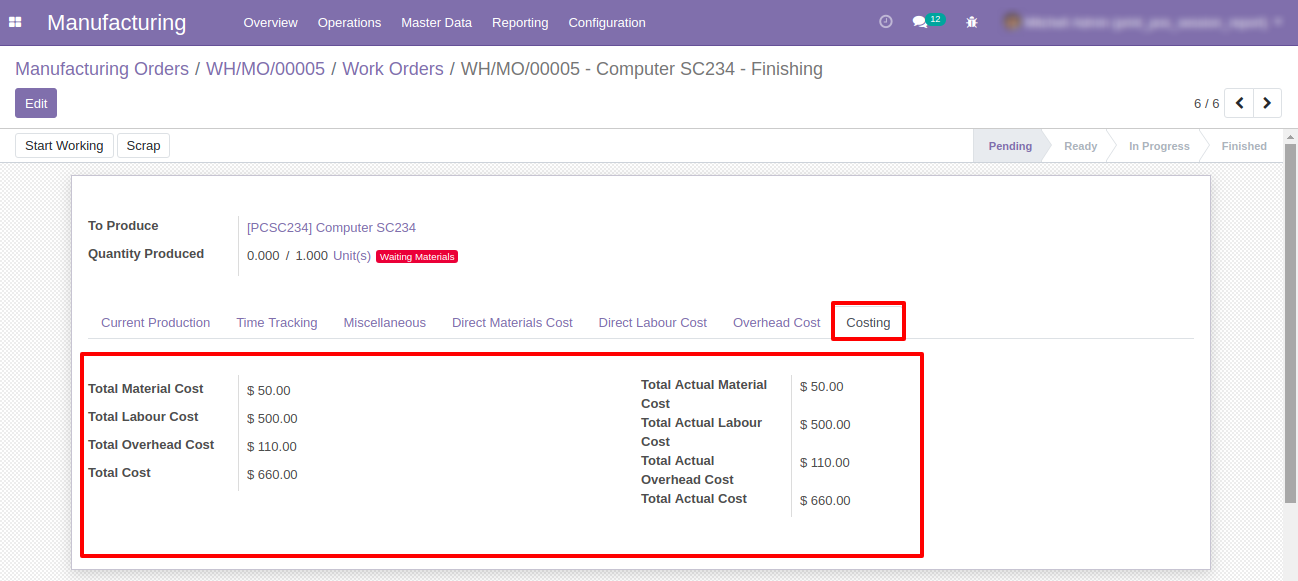 Manufacturing Overview Operations Master Data Reporting Configuration 12
Manufacturing Orders / WH/MO/00005 / Work Orders / WH/MO/00005 - Computer SC234 - Finishing
Edit 6 / 6
Start Working Scrap Pending Ready In Progress Finished
To Produce [PCSC234] Computer SC234
Quantity Produced 0.000 / 1.000 Unit(s) Waiting Materials
Current Production Time Tracking Miscellaneous Direct Materials Cost Direct Labour Cost Overhead Cost Costing
Total Material Cost $ 50.00
Total Labour Cost $ 500.00
Total Overhead Cost $ 110.00
Total Cost $ 660.00
Total Actual Material $ 50.00
Cost
Total Actual Labour $ 500.00
Cost
Total Actual $ 110.00
Overhead Cost
Total Actual Cost $ 660.00